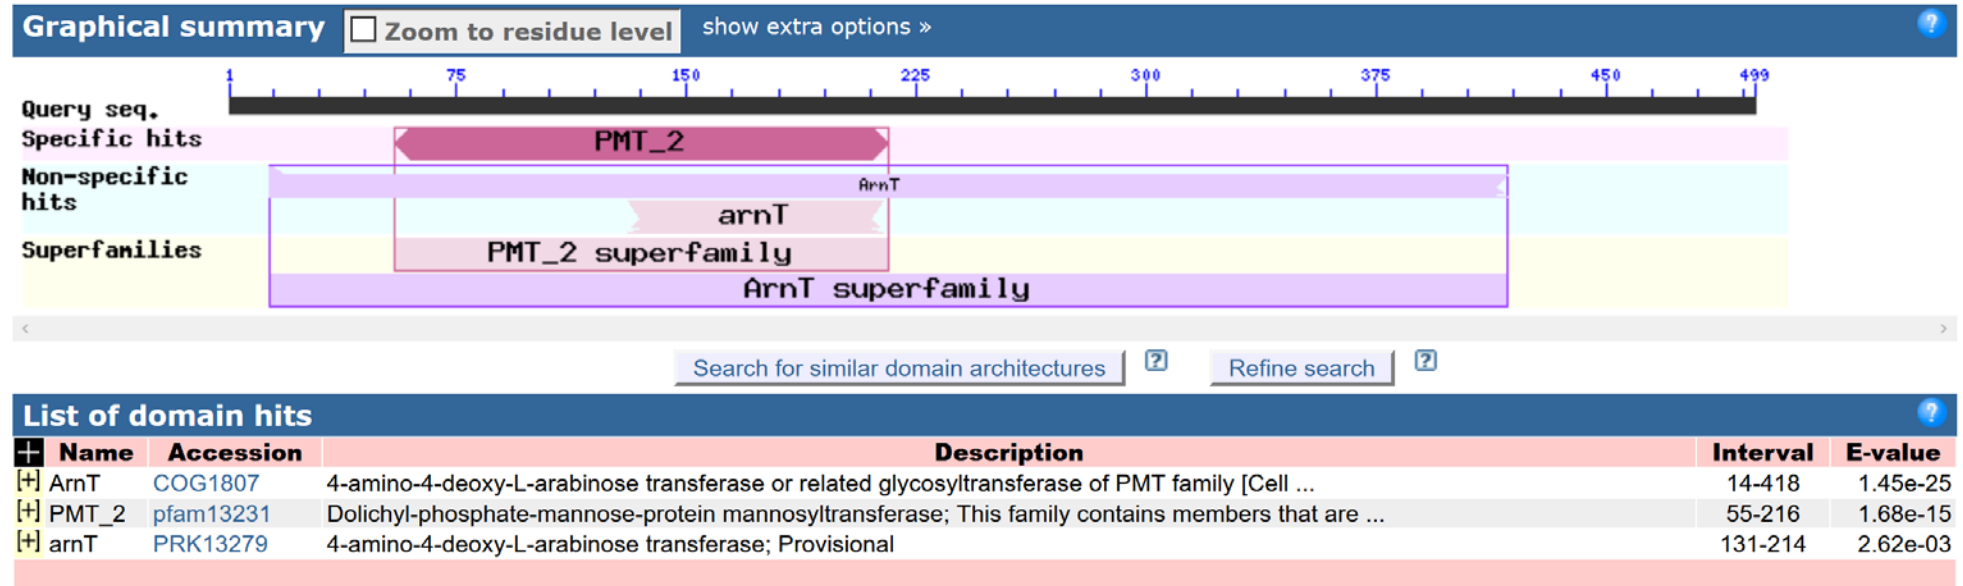 Graphical summary Zoom to residue level show extra options » ?
1 75 150 225 300 375 450 499
Query seq.
Specific hits PMT_2
Non-specific
hits
ArnT
arnT
Superfamilies PMT_2 superfamily
ArnT superfamily
Search for similar domain architectures ? Refine search ?
List of domain hits ?
+ Name Accession Description Interval E-value
[+] ArnT COG1807 4-amino-4-deoxy-L-arabinose transferase or related glycosyltransferase of PMT family [Cell ... 14-418 1.45e-25
[+] PMT_2 pfam13231 Dolichyl-phosphate-mannose-protein mannosyltransferase; This family contains members that are ... 55-216 1.68e-15
[+] arnT PRK13279 4-amino-4-deoxy-L-arabinose transferase; Provisional 131-214 2.62e-03